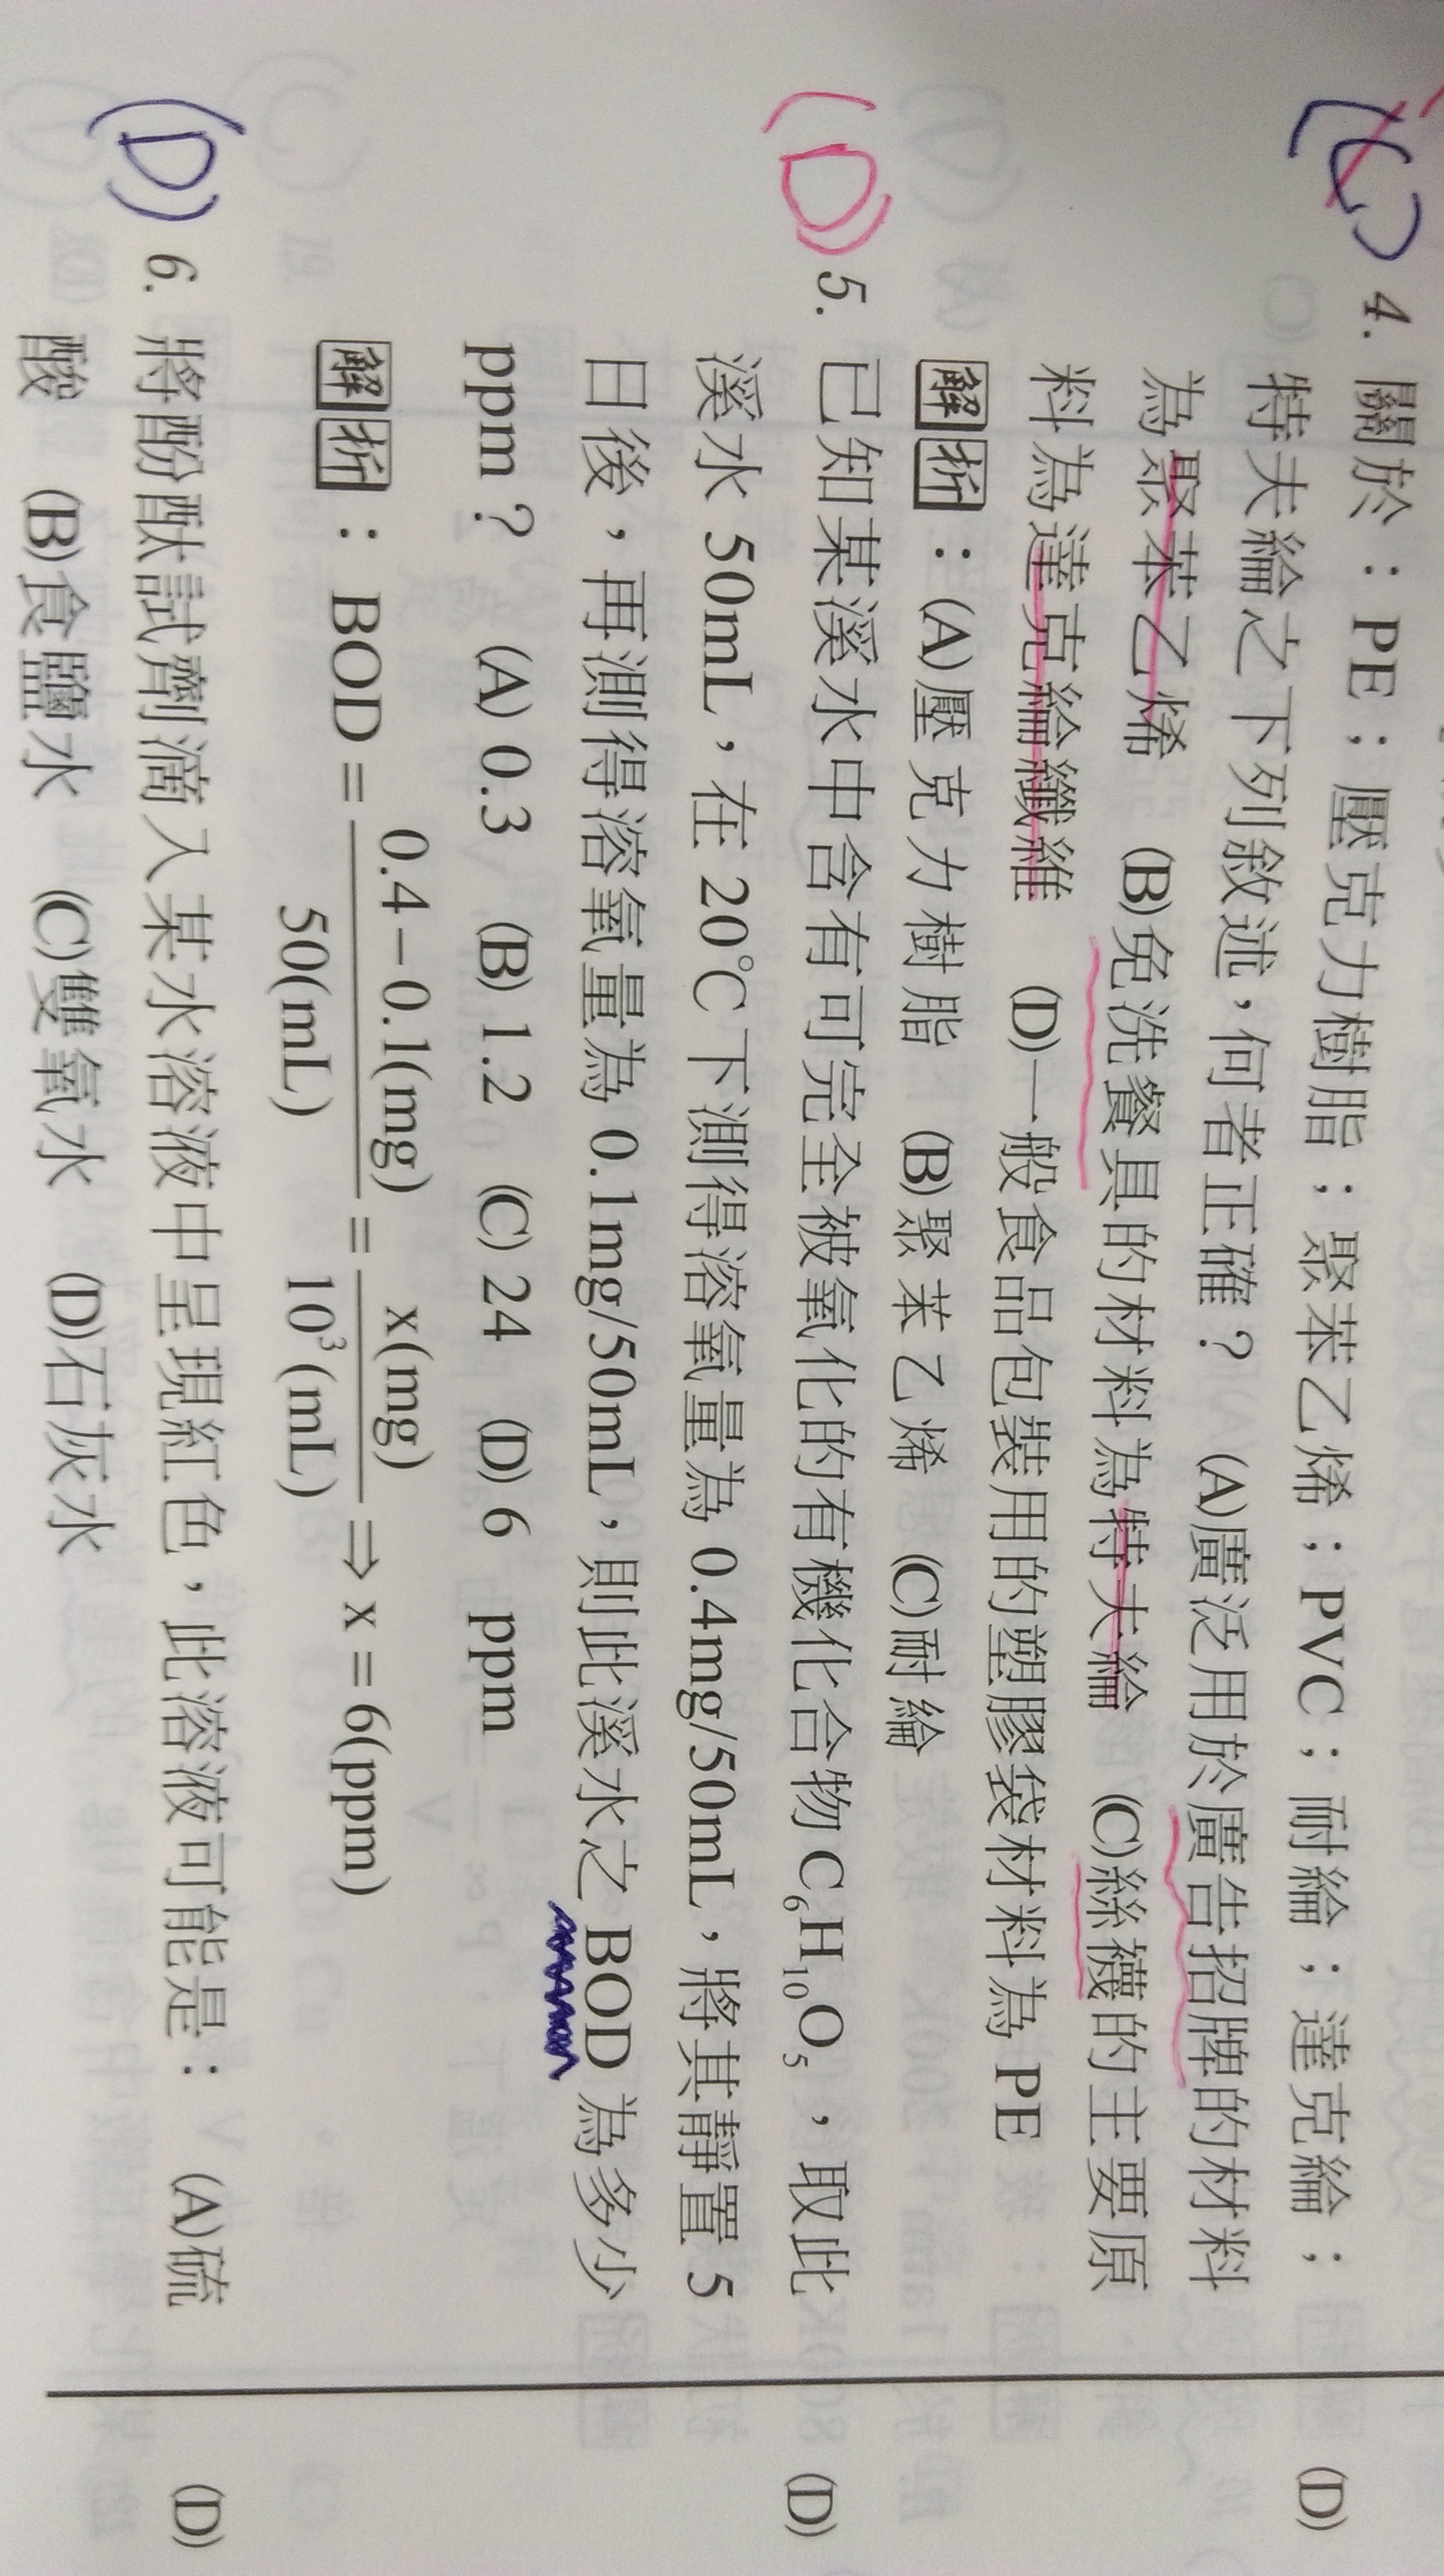 (C) 4. 關於：PE；壓克力樹脂；聚苯乙烯；PVC；耐綸；達克綸；
特夫綸之下列敘述，何者正確？ (A)廣泛用於廣告招牌的材料
為聚苯乙烯 (B)免洗餐具的材料為特夫綸 (C)絲襪的主要原
料為達克綸纖維 (D)一般食品包裝用的塑膠袋材料為 PE
(D)
解析：(A)壓克力樹脂 (B)聚苯乙烯 (C)耐綸
(D) 5. 已知某溪水中含有可完全被氧化的有機化合物 C₆H₁₀O₅，取此
溪水 50mL，在 20℃下測得溶氧量為 0.4mg/50mL，將其靜置 5
日後，再測得溶氧量為 0.1mg/50mL，則此溪水之 BOD 為多少
ppm？ (A) 0.3 (B) 1.2 (C) 24 (D) 6 ppm
(D)
解析：BOD = 0.4－0.1(mg)/50(mL) = x(mg)/10³(mL) ⇒ x = 6(ppm)
(D) 6. 將酚酞試劑滴入某水溶液中呈現紅色，此溶液可能是： (A)硫
酸 (B)食鹽水 (C)雙氧水 (D)石灰水
(D)